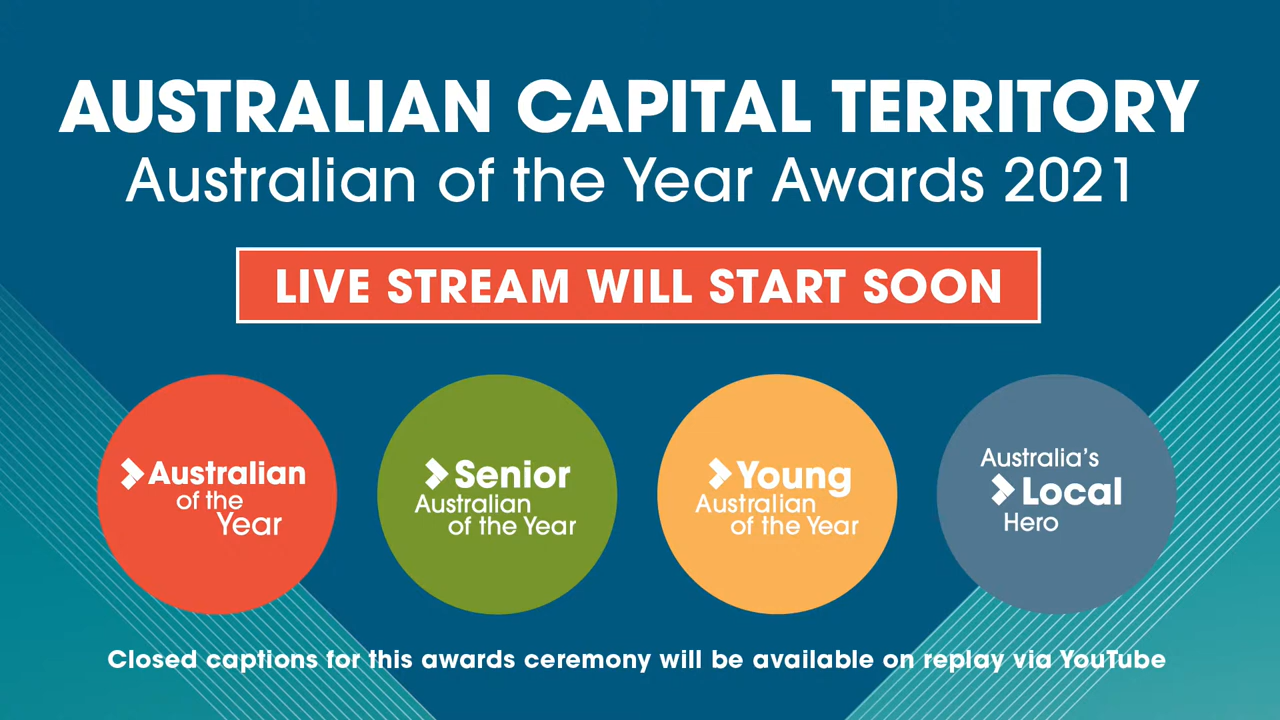 AUSTRALIAN CAPITAL TERRITORY
Australian of the Year Awards 2021
LIVE STREAM WILL START SOON
Australian
of the
Year
Senior
Australian
of the Year
Young
Australian
of the Year
Australia's
Local
Hero
Closed captions for this awards ceremony will be available on replay via YouTube